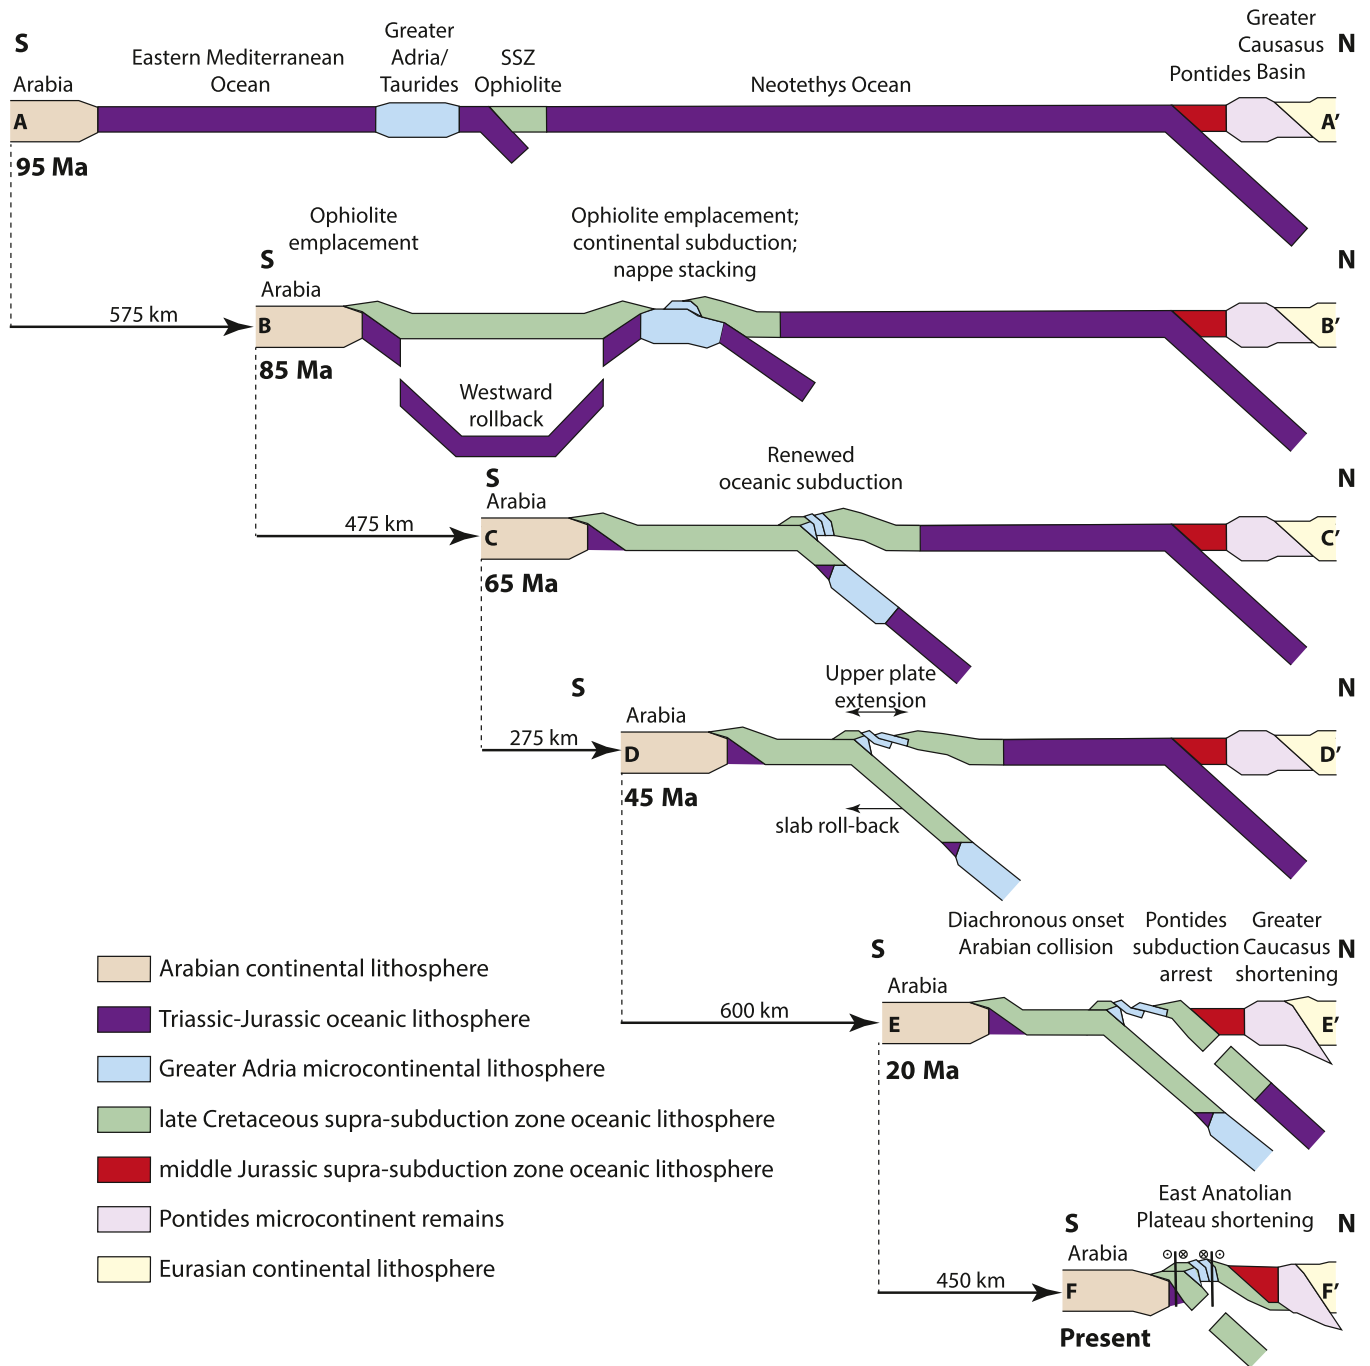 Greater
Greater
S
Adria/
SSZ
Causasus
N
Eastern Mediterranean
Arabia
Ocean
Taurides
Ophiolite
Neotethys Ocean
Pontides
Basin
A
A’
95 Ma
Ophiolite
emplacement
Ophiolite emplacement;
continental subduction;
nappe stacking
S
N
Arabia
575 km
B
B’
85 Ma
Westward
rollback
Renewed
oceanic subduction
S
N
Arabia
475 km
C
C’
65 Ma
Upper plate
extension
S
N
Arabia
275 km
D
D’
45 Ma
slab roll-back
Diachronous onset
Arabian collision
Pontides
subduction
arrest
Greater
Caucasus
shortening
S
N
Arabia
600 km
E
E’
20 Ma
Arabian continental lithosphere
Triassic-Jurassic oceanic lithosphere
Greater Adria microcontinental lithosphere
late Cretaceous supra-subduction zone oceanic lithosphere
middle Jurassic supra-subduction zone oceanic lithosphere
Pontides microcontinent remains
Eurasian continental lithosphere
East Anatolian
Plateau shortening
S
N
Arabia
450 km
F
F’
Present